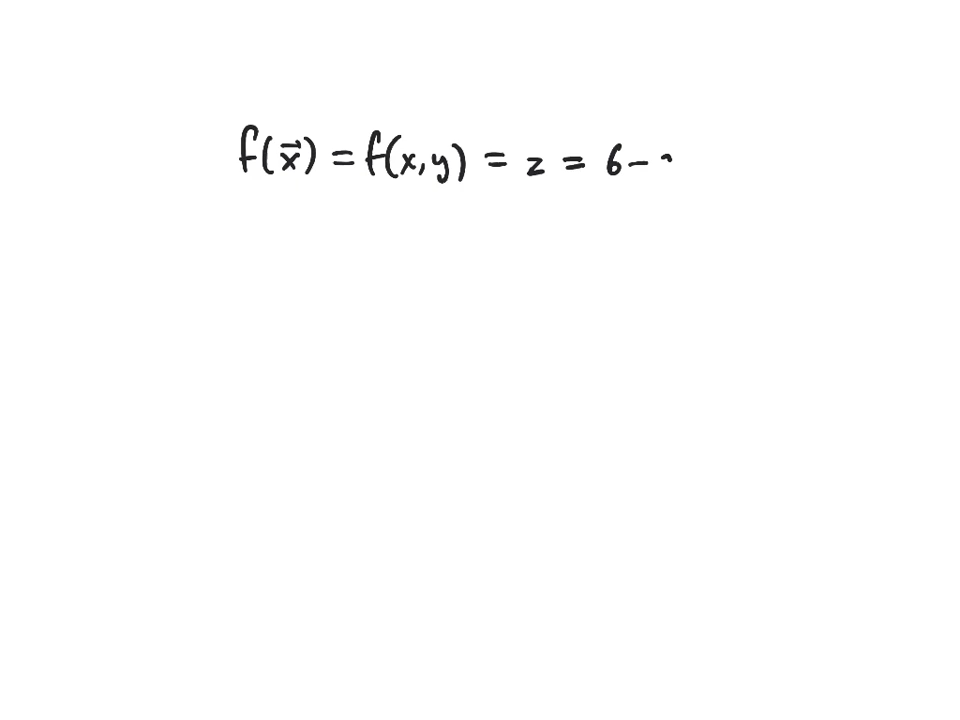 f(x⃗) = f(x,y) = z = 6-